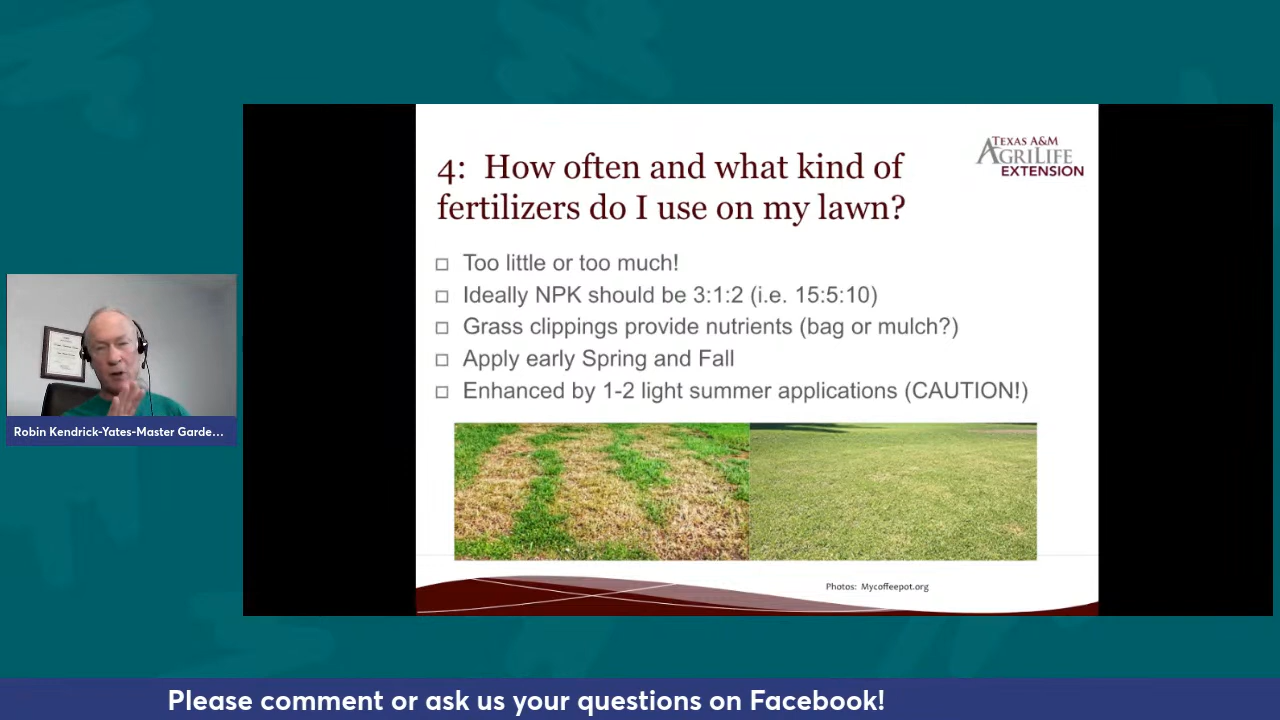 4: How often and what kind of
fertilizers do I use on my lawn?
TEXAS A&M
AGRILIFE
EXTENSION
Too little or too much!
Ideally NPK should be 3:1:2 (i.e. 15:5:10)
Grass clippings provide nutrients (bag or mulch?)
Apply early Spring and Fall
Enhanced by 1-2 light summer applications (CAUTION!)
Photos: Mycoffeepot.org
Robin Kendrick-Yates-Master Garde...
Please comment or ask us your questions on Facebook!